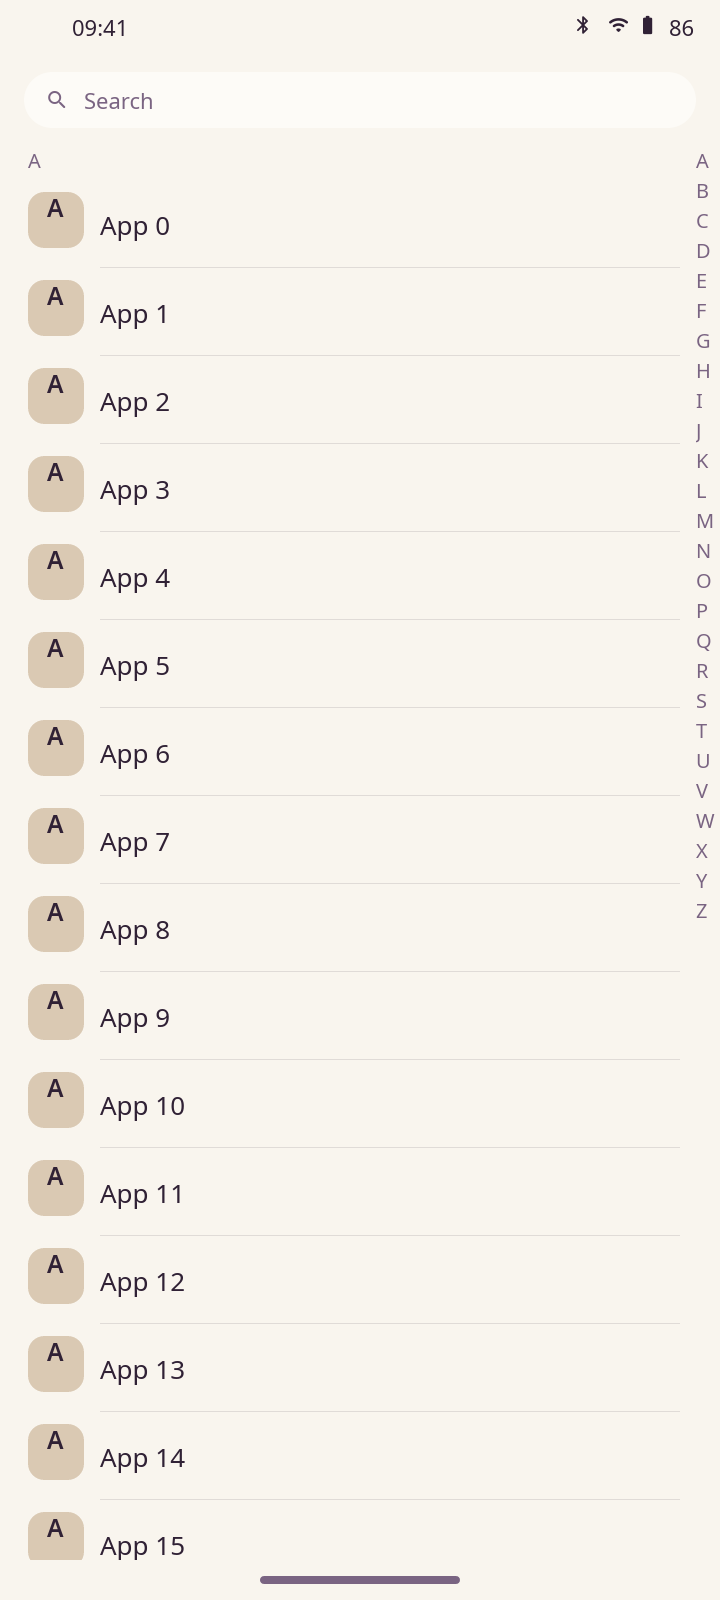 09:41 86
Search
A
A App 0
A App 1
A App 2
A App 3
A App 4
A App 5
A App 6
A App 7
A App 8
A App 9
A App 10
A App 11
A App 12
A App 13
A App 14
A App 15
A
B
C
D
E
F
G
H
I
J
K
L
M
N
O
P
Q
R
S
T
U
V
W
X
Y
Z